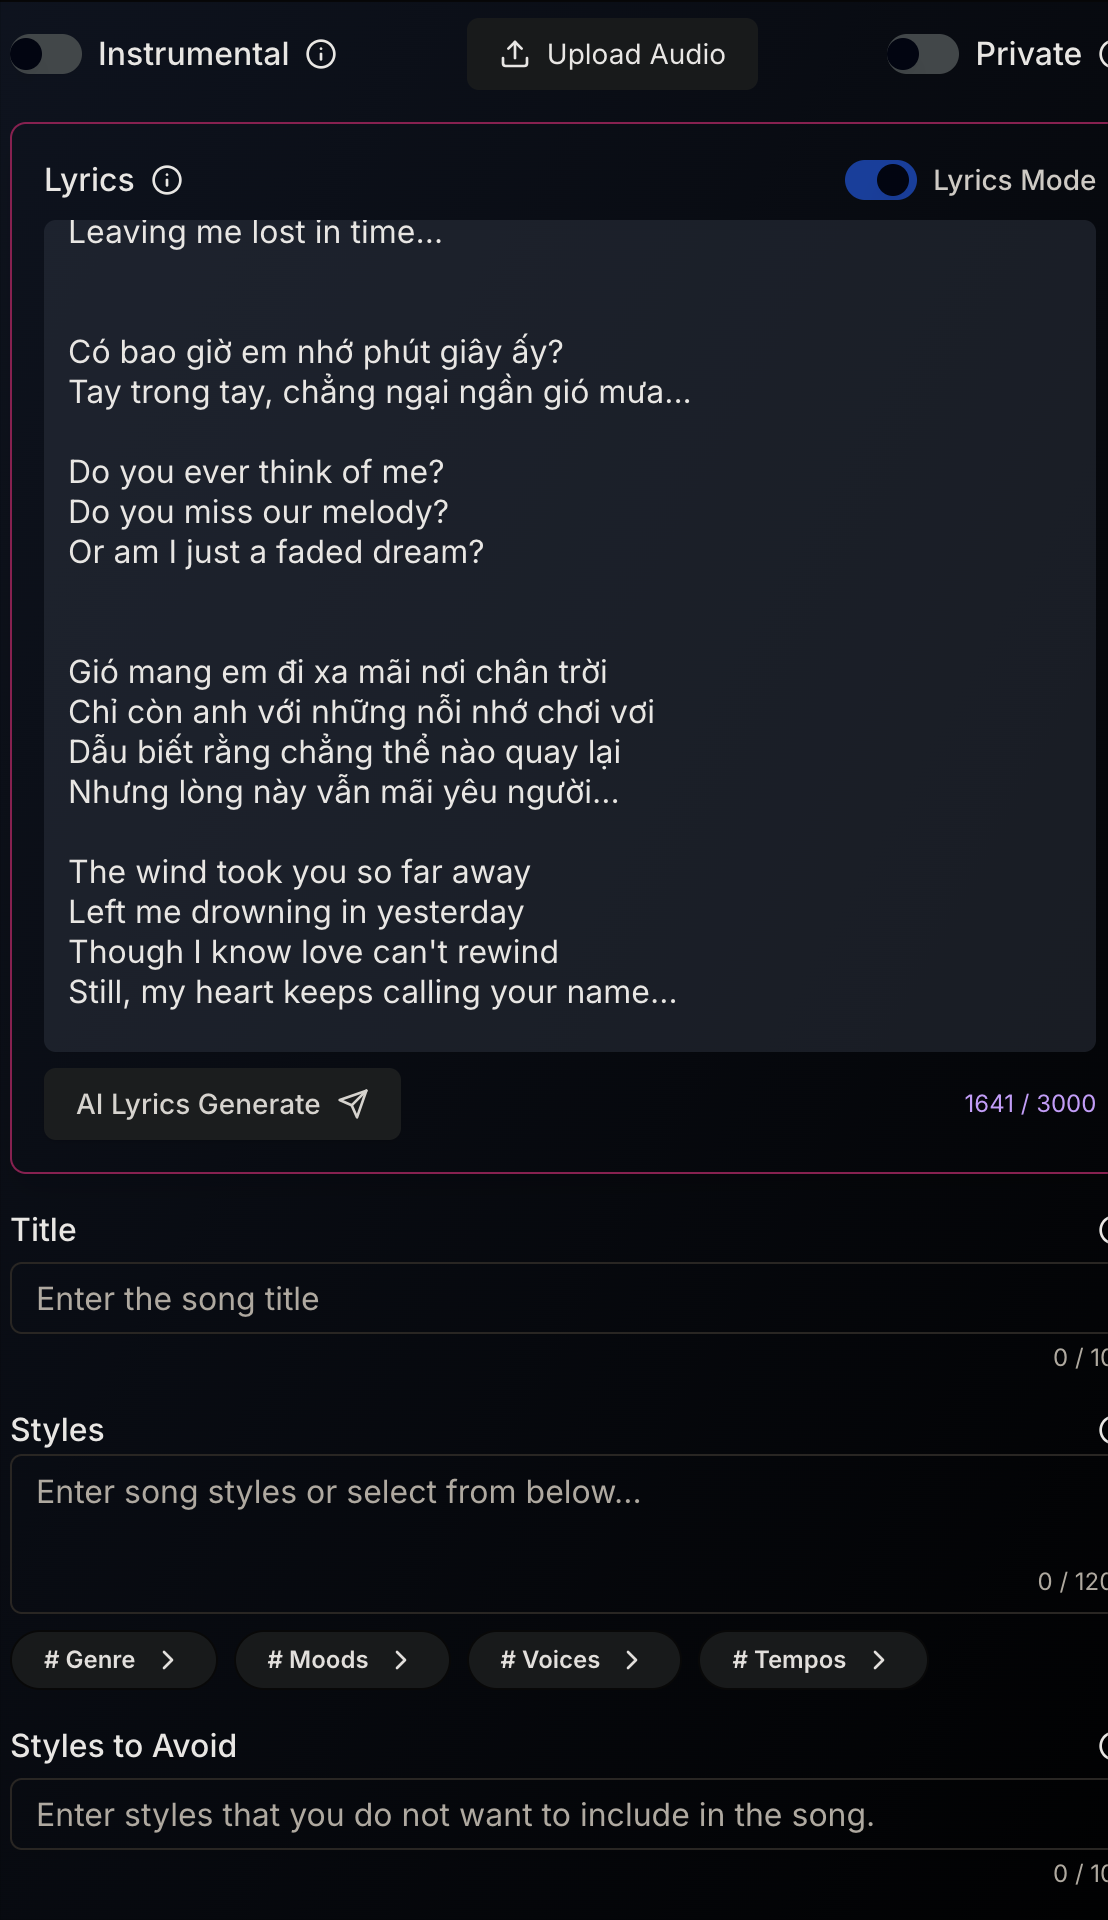 Instrumental
Upload Audio
Private
Lyrics
Lyrics Mode
Leaving me lost in time...
Có bao giờ em nhớ phút giây ấy?
Tay trong tay, chẳng ngại ngần gió mưa...
Do you ever think of me?
Do you miss our melody?
Or am I just a faded dream?
Gió mang em đi xa mãi nơi chân trời
Chỉ còn anh với những nỗi nhớ chơi vơi
Dẫu biết rằng chẳng thể nào quay lại
Nhưng lòng này vẫn mãi yêu người...
The wind took you so far away
Left me drowning in yesterday
Though I know love can't rewind
Still, my heart keeps calling your name...
AI Lyrics Generate
1641 / 3000
Title
Enter the song title
0 / 10
Styles
Enter song styles or select from below...
0 / 120
# Genre
# Moods
# Voices
# Tempos
Styles to Avoid
Enter styles that you do not want to include in the song.
0 / 10